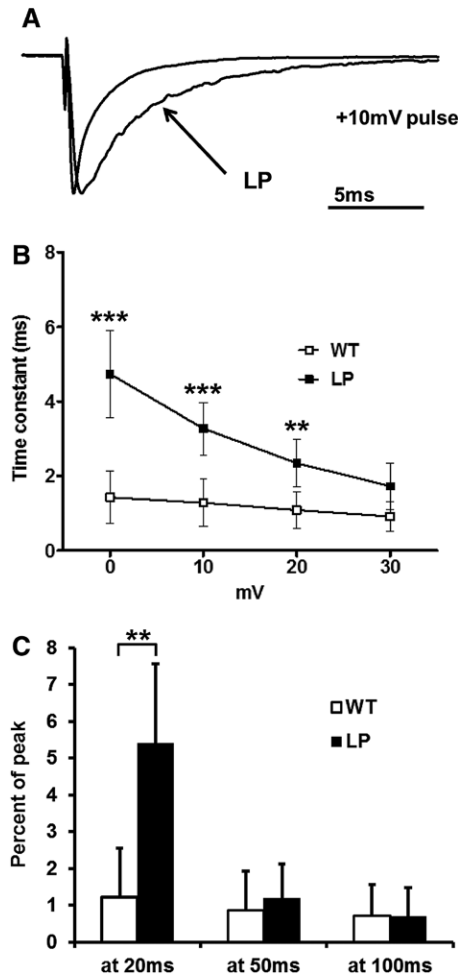 A
+10mV pulse
LP
5ms
B
8
6
4
2
0
Time constant (ms)
***
***
**
WT
LP
0 10 20 30
mV
C
8
7
6
5
4
3
2
1
0
Percent of peak
**
WT
LP
at 20ms at 50ms at 100ms